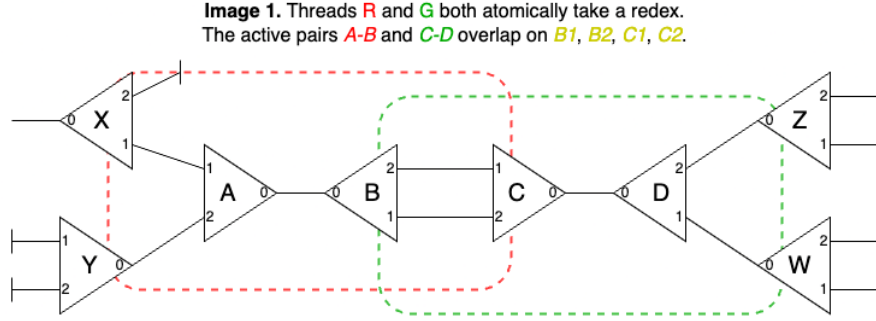 Image 1. Threads R and G both atomically take a redex.
The active pairs A-B and C-D overlap on B1, B2, C1, C2.
0 X 2 1
1 A 0 2
0 B 2 1
1 C 0 2
0 D 2 1
0 Z 2 1
1 Y 0 2
0 W 2 1